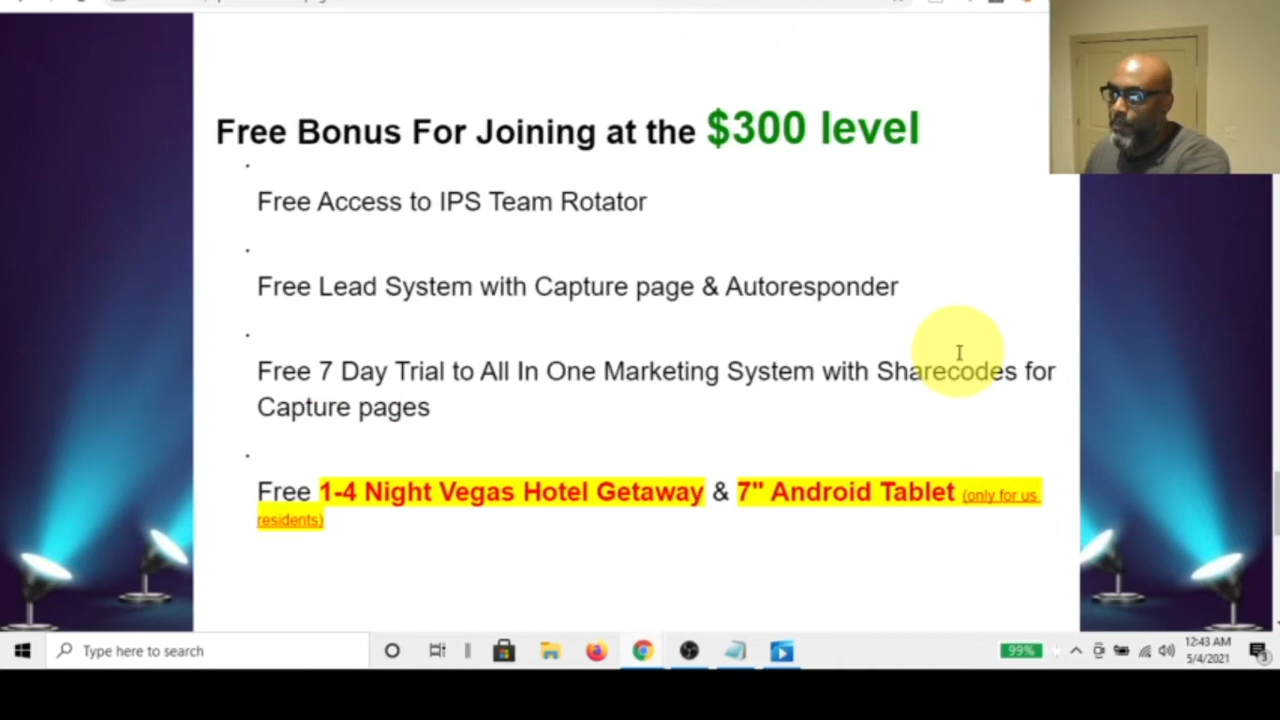 Free Bonus For Joining at the $300 level
Free Access to IPS Team Rotator
Free Lead System with Capture page & Autoresponder
Free 7 Day Trial to All In One Marketing System with Sharecodes for
Capture pages
Free 1-4 Night Vegas Hotel Getaway & 7" Android Tablet (only for us
residents)
Type here to search
99%
12:43 AM
5/4/2021
3